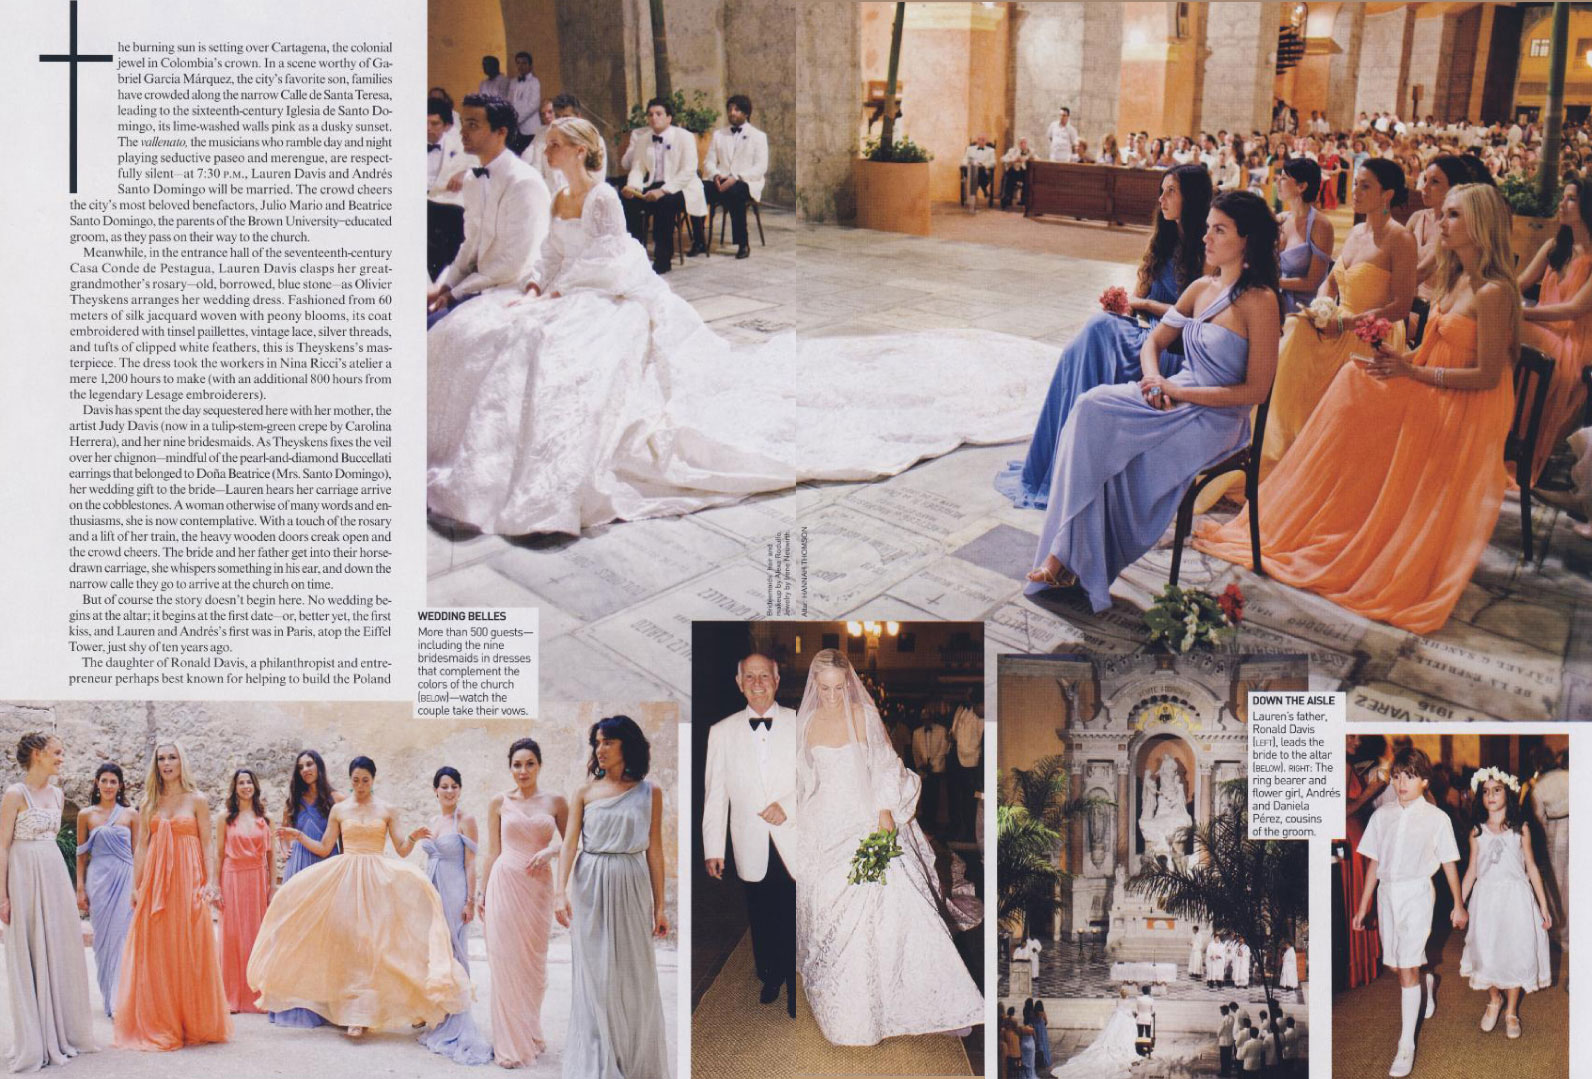 the burning sun is setting over Cartagena, the colonial
jewel in Colombia's crown. In a scene worthy of Ga-
briel García Márquez, the city's favorite son, families
have crowded along the narrow Calle de Santa Teresa,
leading to the sixteenth-century Iglesia de Santo Do-
mingo, its lime-washed walls pink as a dusky sunset.
The vallenato, the musicians who ramble day and night
playing seductive paseo and merengue, are respect-
fully silent—at 7:30 P.M., Lauren Davis and Andrés
Santo Domingo will be married. The crowd cheers
the city's most beloved benefactors, Julio Mario and Beatrice
Santo Domingo, the parents of the Brown University–educated
groom, as they pass on their way to the church.
Meanwhile, in the entrance hall of the seventeenth-century
Casa Conde de Pestagua, Lauren Davis clasps her great-
grandmother's rosary—old, borrowed, blue stone—as Olivier
Theyskens arranges her wedding dress. Fashioned from 60
meters of silk jacquard woven with peony blooms, its coat
embroidered with tinsel paillettes, vintage lace, silver threads,
and tufts of clipped white feathers, this is Theyskens's mas-
terpiece. The dress took the workers in Nina Ricci's atelier a
mere 1,200 hours to make (with an additional 800 hours from
the legendary Lesage embroiderers).
Davis has spent the day sequestered here with her mother, the
artist Judy Davis (now in a tulip-stem-green crepe by Carolina
Herrera), and her nine bridesmaids. As Theyskens fixes the veil
over her chignon—mindful of the pearl-and-diamond Buccellati
earrings that belonged to Doña Beatrice (Mrs. Santo Domingo),
her wedding gift to the bride—Lauren hears her carriage arrive
on the cobblestones. A woman otherwise of many words and en-
thusiasms, she is now contemplative. With a touch of the rosary
and a lift of her train, the heavy wooden doors creak open and
the crowd cheers. The bride and her father get into their horse-
drawn carriage, she whispers something in his ear, and down the
narrow calle they go to arrive at the church on time.
But of course the story doesn't begin here. No wedding be-
gins at the altar; it begins at the first date—or, better yet, the first
kiss, and Lauren and Andrés's first was in Paris, atop the Eiffel
Tower, just shy of ten years ago.
The daughter of Ronald Davis, a philanthropist and entre-
preneur perhaps best known for helping to build the Poland
WEDDING BELLES
More than 500 guests—
including the nine
bridesmaids in dresses
that complement the
colors of the church
[BELOW]—watch the
couple take their vows.
Bridesmaids' hair and
makeup by
Jewelry by Irene Neuwirth.
Altar: HANNAH THOMSON
DOWN THE AISLE
Lauren's father,
Ronald Davis
[LEFT], leads the
bride to the altar
[BELOW]. RIGHT: The
ring bearer and
flower girl, Andrés
and Daniela
Pérez, cousins
of the groom.